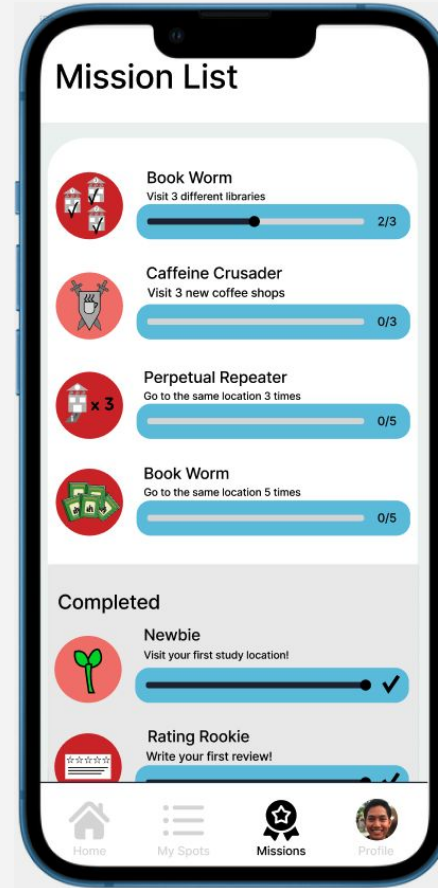 Mission List
Book Worm
Visit 3 different libraries
2/3
Caffeine Crusader
Visit 3 new coffee shops
0/3
x 3
Perpetual Repeater
Go to the same location 3 times
0/5
Book Worm
Go to the same location 5 times
0/5
Completed
Newbie
Visit your first study location!
Rating Rookie
Write your first review!
Home
My Spots
Missions
Profile